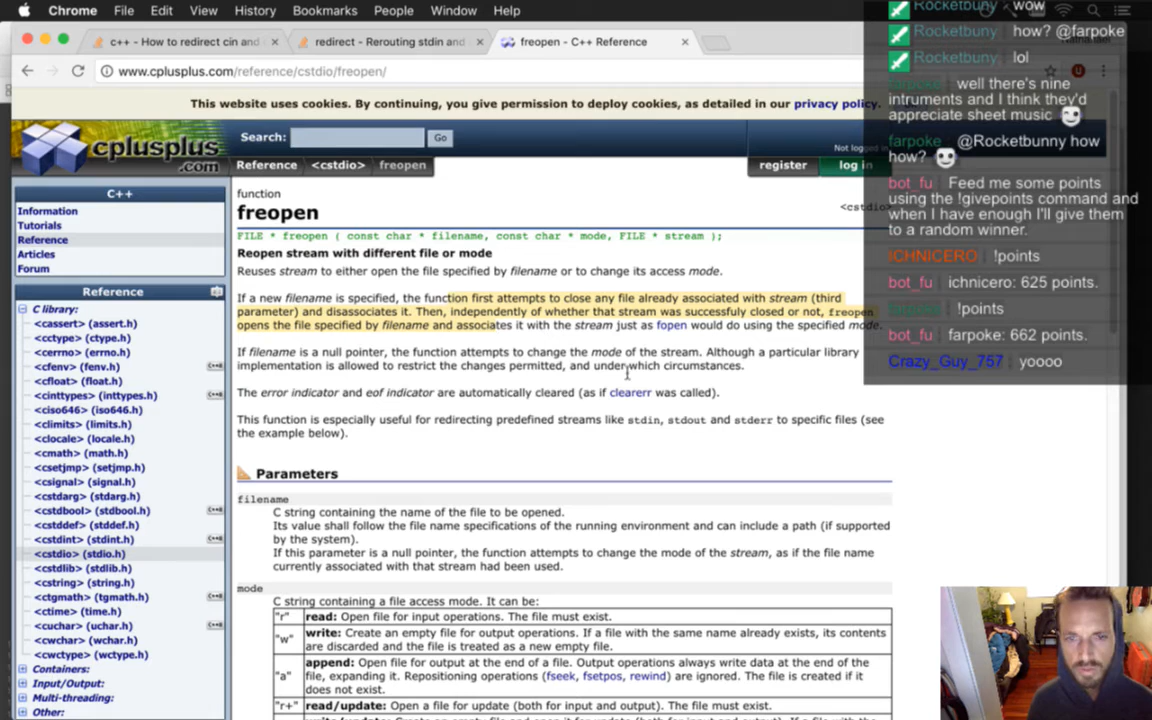 Chrome File Edit View History Bookmarks People Window Help
c++ - How to redirect cin and
redirect - Rerouting stdin and
freopen - C++ Reference
www.cplusplus.com/reference/cstdio/freopen/
This website uses cookies. By continuing, you give permission to deploy cookies, as detailed in our privacy policy.
cplusplus
.com
Search:
Go
Not logged
Reference <cstdio> freopen
register log in
C++
Information
Tutorials
Reference
Articles
Forum
Reference
C library:
<cassert> (assert.h)
<cctype> (ctype.h)
<cerrno> (errno.h)
<cfenv> (fenv.h)
<cfloat> (float.h)
<cinttypes> (inttypes.h)
<ciso646> (iso646.h)
<climits> (limits.h)
<clocale> (locale.h)
<cmath> (math.h)
<csetjmp> (setjmp.h)
<csignal> (signal.h)
<cstdarg> (stdarg.h)
<cstdbool> (stdbool.h)
<cstddef> (stddef.h)
<cstdint> (stdint.h)
<cstdio> (stdio.h)
<cstdlib> (stdlib.h)
<cstring> (string.h)
<ctgmath> (tgmath.h)
<ctime> (time.h)
<cuchar> (uchar.h)
<cwchar> (wchar.h)
<cwctype> (wctype.h)
Containers:
Input/Output:
Multi-threading:
Other:
function
freopen
<cstdio>
FILE * freopen ( const char * filename, const char * mode, FILE * stream );
Reopen stream with different file or mode
Reuses stream to either open the file specified by filename or to change its access mode.
If a new filename is specified, the function first attempts to close any file already associated with stream (third
parameter) and disassociates it. Then, independently of whether that stream was successfuly closed or not, freopen
opens the file specified by filename and associates it with the stream just as fopen would do using the specified mode.
If filename is a null pointer, the function attempts to change the mode of the stream. Although a particular library
implementation is allowed to restrict the changes permitted, and under which circumstances.
The error indicator and eof indicator are automatically cleared (as if clearerr was called).
This function is especially useful for redirecting predefined streams like stdin, stdout and stderr to specific files (see
the example below).
Parameters
filename
C string containing the name of the file to be opened.
Its value shall follow the file name specifications of the running environment and can include a path (if supported
by the system).
If this parameter is a null pointer, the function attempts to change the mode of the stream, as if the file name
currently associated with that stream had been used.
mode
C string containing a file access mode. It can be:
"r" read: Open file for input operations. The file must exist.
"w" write: Create an empty file for output operations. If a file with the same name already exists, its contents
are discarded and the file is treated as a new empty file.
"a" append: Open file for output at the end of a file. Output operations always write data at the end of the
file, expanding it. Repositioning operations (fseek, fsetpos, rewind) are ignored. The file is created if it
does not exist.
"r+" read/update: Open a file for update (both for input and output). The file must exist.
Rocketbuny wow
Rocketbuny how? @farpoke
Rocketbuny lol
farpoke well there's nine
intruments and I think they'd
appreciate sheet music
farpoke @Rocketbunny how
how?
bot_fu Feed me some points
using the !givepoints command and
when I have enough I'll give them
to a random winner.
ICHNICERO !points
bot_fu ichnicero: 625 points.
farpoke !points
bot_fu farpoke: 662 points.
Crazy_Guy_757 yoooo